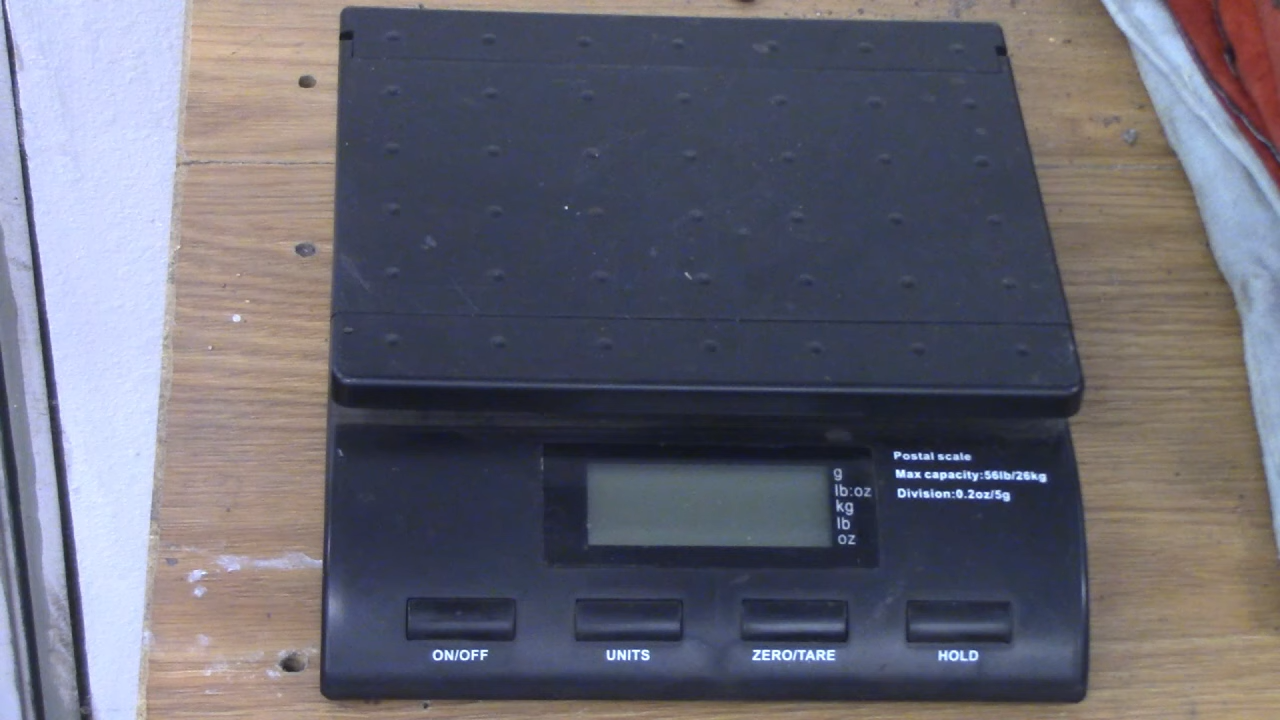 Postal scale
Max capacity:56lb/26kg
Division:0.2oz/5g
g
lb:oz
kg
lb
oz
ON/OFF
UNITS
ZERO/TARE
HOLD